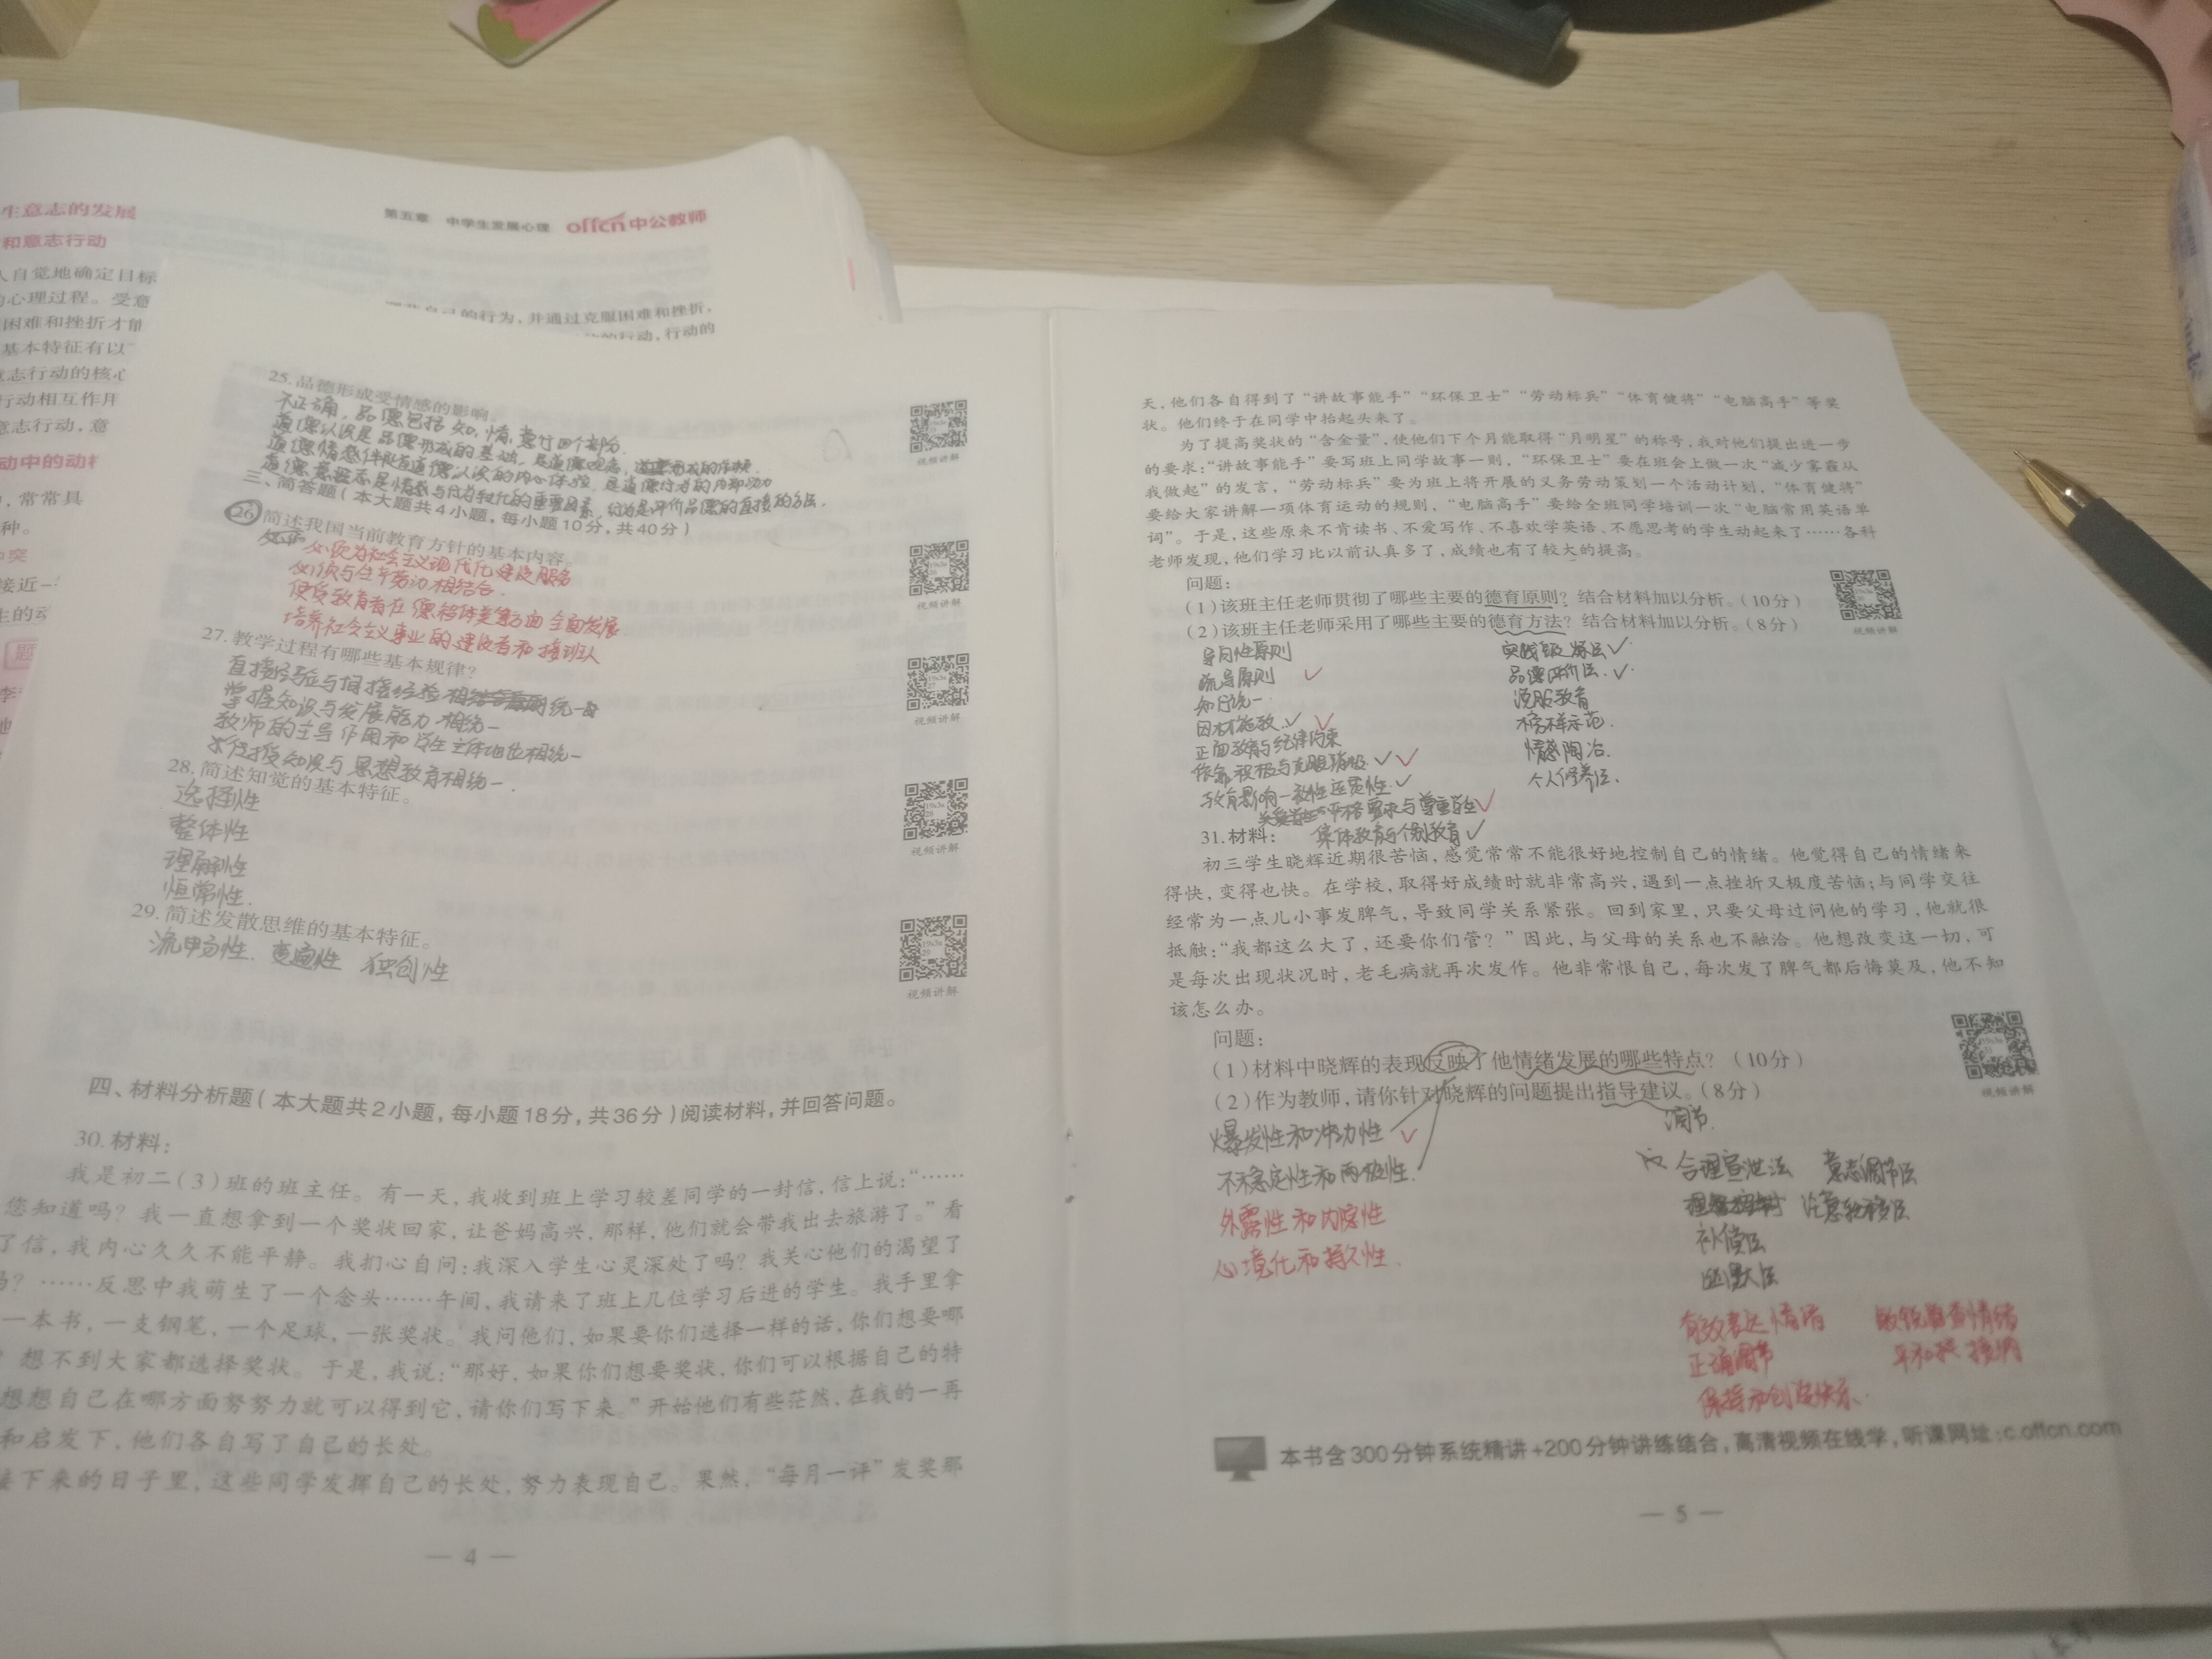 生意志的发展
和意志行动
人自觉地确定目标
心理过程。受意
困难和挫折才能
基本特征有以
志行动的核心
行动相互作用
意志行动,意
动中的动机
常常具
种。
突
接近一
生的动
题
第五章 中学生发展心理 offcn中公教师
自己的行为,并通过克服困难和挫折,
的行动,行动的
25.品德形成受情感的影响。
不正确,品德包括知,情,意行四个部分.
道德认识是品德形成的基础,是道德观念,
道德情感伴随着道德认识的内心体验,是道德行为的内部动力
道德意志是情感与行为转化的重要因素,行为是评价品德的直接的方法.
视频讲解
三、简答题(本大题共4小题,每小题10分,共40分)
26.简述我国当前教育方针的基本内容。
必须为社会主义现代化建设服务
必须与生产劳动相结合.
使受教育者在德智体美等方面全面发展
培养社会主义事业的建设者和接班人
视频讲解
27.教学过程有哪些基本规律?
直接经验与间接经验相统一
掌握知识与发展能力相统一
教师的主导作用和学生主体地位相统一
传授知识与思想教育相统一.
视频讲解
28.简述知觉的基本特征。
选择性
整体性
理解性
恒常性.
视频讲解
29.简述发散思维的基本特征。
流畅性. 变通性 独创性
视频讲解
四、材料分析题(本大题共2小题,每小题18分,共36分)阅读材料,并回答问题。
30.材料:
我是初二(3)班的班主任。有一天,我收到班上学习较差同学的一封信,信上说:“……
您知道吗?我一直想拿到一个奖状回家,让爸妈高兴,那样,他们就会带我出去旅游了。”看
了信,我内心久久不能平静。我扪心自问:我深入学生心灵深处了吗?我关心他们的渴望了
吗?……反思中我萌生了一个念头……午间,我请来了班上几位学习后进的学生。我手里拿
一本书,一支钢笔,一个足球,一张奖状。我问他们,如果要你们选择一样的话,你们想要哪
想不到大家都选择奖状。于是,我说:“那好,如果你们想要奖状,你们可以根据自己的特
想想自己在哪方面努努力就可以得到它,请你们写下来。”开始他们有些茫然,在我的一再
和启发下,他们各自写了自己的长处。
接下来的日子里,这些同学发挥自己的长处,努力表现自己。果然,“每月一评”发奖那
— 4 —
天,他们各自得到了“讲故事能手”“环保卫士”“劳动标兵”“体育健将”“电脑高手”等奖
状。他们终于在同学中抬起头来了。
为了提高奖状的“含金量”,使他们下个月能取得“月明星”的称号,我对他们提出进一步
的要求:“讲故事能手”要写班上同学故事一则,“环保卫士”要在班会上做一次“减少雾霾从
我做起”的发言,“劳动标兵”要为班上将开展的义务劳动策划一个活动计划,“体育健将”
要给大家讲解一项体育运动的规则,“电脑高手”要给全班同学培训一次“电脑常用英语单
词”。于是,这些原来不肯读书、不爱写作、不喜欢学英语、不愿思考的学生动起来了……各科
老师发现,他们学习比以前认真多了,成绩也有了较大的提高。
问题:
(1)该班主任老师贯彻了哪些主要的德育原则?结合材料加以分析。(10分)
(2)该班主任老师采用了哪些主要的德育方法?结合材料加以分析。(8分)
视频讲解
导向性原则
疏导原则
知行统一
因材施教
正面教育与纪律约束
依靠积极与克服消极
教育影响一致性连贯性
严格要求与尊重学生
集体教育与个别教育
实践锻炼法
品德评价法
说服教育
榜样示范.
情感陶冶.
个人修养法.
31.材料:
初三学生晓辉近期很苦恼,感觉常常不能很好地控制自己的情绪。他觉得自己的情绪来
得快,变得也快。在学校,取得好成绩时就非常高兴,遇到一点挫折又极度苦恼;与同学交往
经常为一点儿小事发脾气,导致同学关系紧张。回到家里,只要父母过问他的学习,他就很
抵触:“我都这么大了,还要你们管?”因此,与父母的关系也不融洽。他想改变这一切,可
是每次出现状况时,老毛病就再次发作。他非常恨自己,每次发了脾气都后悔莫及,他不知
该怎么办。
问题:
(1)材料中晓辉的表现反映了他情绪发展的哪些特点?(10分)
(2)作为教师,请你针对晓辉的问题提出指导建议。(8分)
视频讲解
调节.
爆发性和冲动性
不稳定性和两极性.
外露性和内隐性
心境化和持久性.
合理宣泄法 意志调节法
注意转移法
补偿法
幽默法
有效表达情绪 敏锐觉查情绪
正确调节
保持和创造快乐.
本书含300分钟系统精讲+200分钟讲练结合,高清视频在线学,听课网址:c.offcn.com
— 5 —